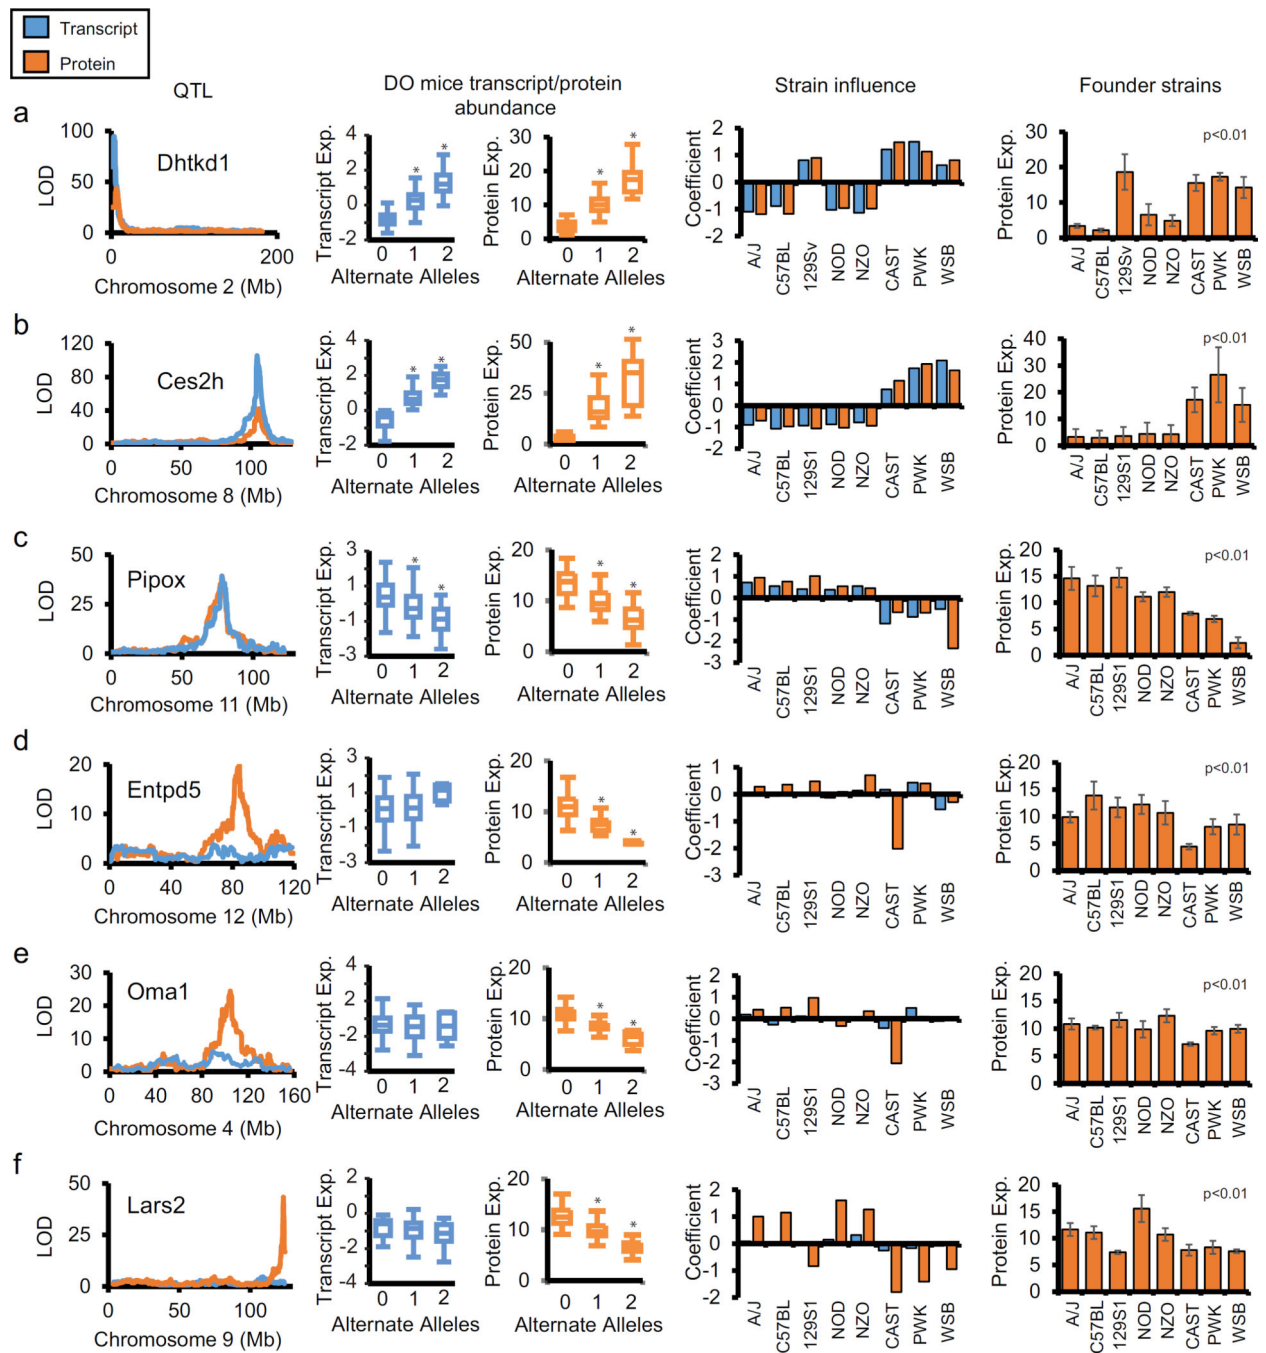 Transcript
Protein
QTL
DO mice transcript/protein
abundance
Strain influence
Founder strains
a
LOD
100
50
0
0
200
Dhtkd1
Chromosome 2 (Mb)
Transcript Exp.
4
2
0
-2
* *
0 1 2
Alternate Alleles
Protein Exp.
30
20
10
0
* *
0 1 2
Alternate Alleles
Coefficient
2
1
0
-1
-2
A/J C57BL 129Sv NOD NZO CAST PWK WSB
Protein Exp.
30
20
10
0
p<0.01
A/J C57BL 129Sv NOD NZO CAST PWK WSB
b
LOD
120
80
40
0
0 50 100
Ces2h
Chromosome 8 (Mb)
Transcript Exp.
4
2
0
-2
* *
0 1 2
Alternate Alleles
Protein Exp.
50
25
0
* *
0 1 2
Alternate Alleles
Coefficient
3
2
1
0
-1
-2
A/J C57BL 129S1 NOD NZO CAST PWK WSB
Protein Exp.
40
30
20
10
0
p<0.01
A/J C57BL 129S1 NOD NZO CAST PWK WSB
c
LOD
50
25
0
0 50 100
Pipox
Chromosome 11 (Mb)
Transcript Exp.
3
1
-1
-3
* *
0 1 2
Alternate Alleles
Protein Exp.
20
10
0
* *
0 1 2
Alternate Alleles
Coefficient
2
1
0
-1
-2
-3
A/J C57BL 129S1 NOD NZO CAST PWK WSB
Protein Exp.
20
15
10
5
0
p<0.01
A/J C57BL 129S1 NOD NZO CAST PWK WSB
d
LOD
20
10
0
0 40 80 120
Entpd5
Chromosome 12 (Mb)
Transcript Exp.
3
1
-1
-3
0 1 2
Alternate Alleles
Protein Exp.
20
10
0
* *
0 1 2
Alternate Alleles
Coefficient
1
0
-1
-2
-3
A/J C57BL 129S1 NOD NZO CAST PWK WSB
Protein Exp.
20
15
10
5
0
p<0.01
A/J C57BL 129S1 NOD NZO CAST PWK WSB
e
LOD
30
20
10
0
0 40 80 120 160
Oma1
Chromosome 4 (Mb)
Transcript Exp.
4
2
-2
-4
0 1 2
Alternate Alleles
Protein Exp.
20
10
0
* *
0 1 2
Alternate Alleles
Coefficient
2
1
0
-1
-2
-3
A/J C57BL 129S1 NOD NZO CAST PWK WSB
Protein Exp.
20
15
10
5
0
p<0.01
A/J C57BL 129S1 NOD NZO CAST PWK WSB
f
LOD
50
25
0
0 50 100
Lars2
Chromosome 9 (Mb)
Transcript Exp.
2
0
-2
-4
0 1 2
Alternate Alleles
Protein Exp.
20
10
0
* *
0 1 2
Alternate Alleles
Coefficient
2
1
0
-1
-2
A/J C57BL 129S1 NOD NZO CAST PWK WSB
Protein Exp.
20
15
10
5
0
p<0.01
A/J C57BL 129S1 NOD NZO CAST PWK WSB